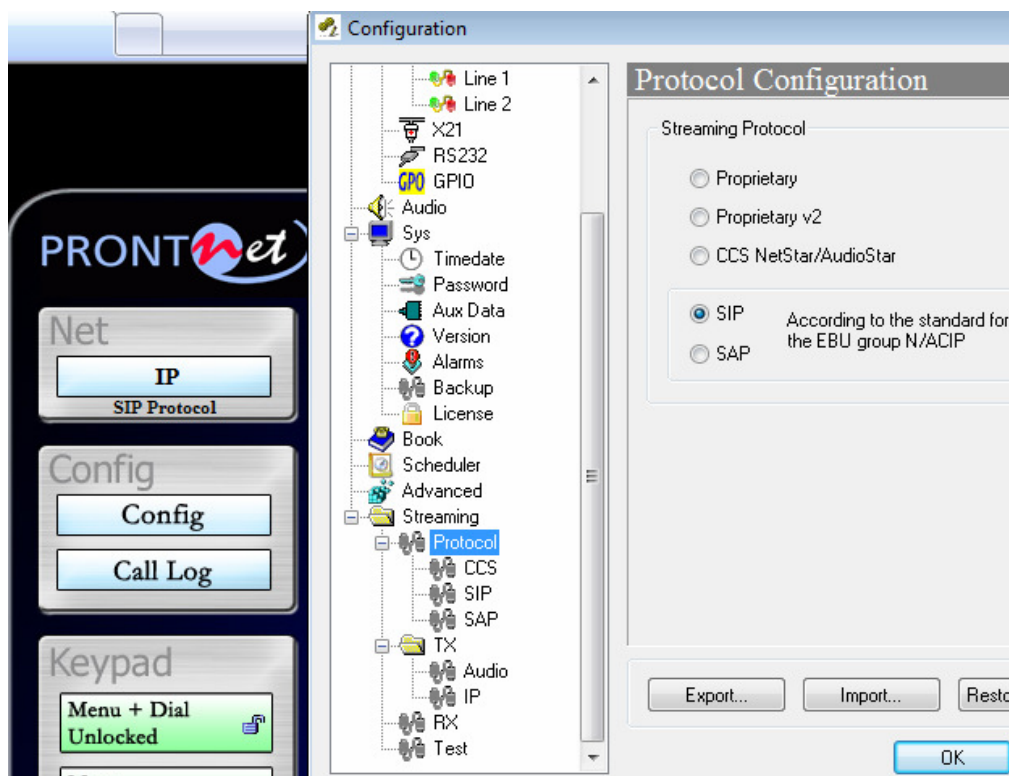 Configuration
PRONTnet
Net
IP
SIP Protocol
Config
Config
Call Log
Keypad
Menu + Dial
Unlocked
Line 1
Line 2
X21
RS232
GPO GPIO
Audio
Sys
Timedate
Password
Aux Data
Version
Alarms
Backup
License
Book
Scheduler
Advanced
Streaming
Protocol
CCS
SIP
SAP
TX
Audio
IP
RX
Test
Protocol Configuration
Streaming Protocol
Proprietary
Proprietary v2
CCS NetStar/AudioStar
SIP
According to the standard for
the EBU group N/ACIP
SAP
Export... Import... Resto
OK